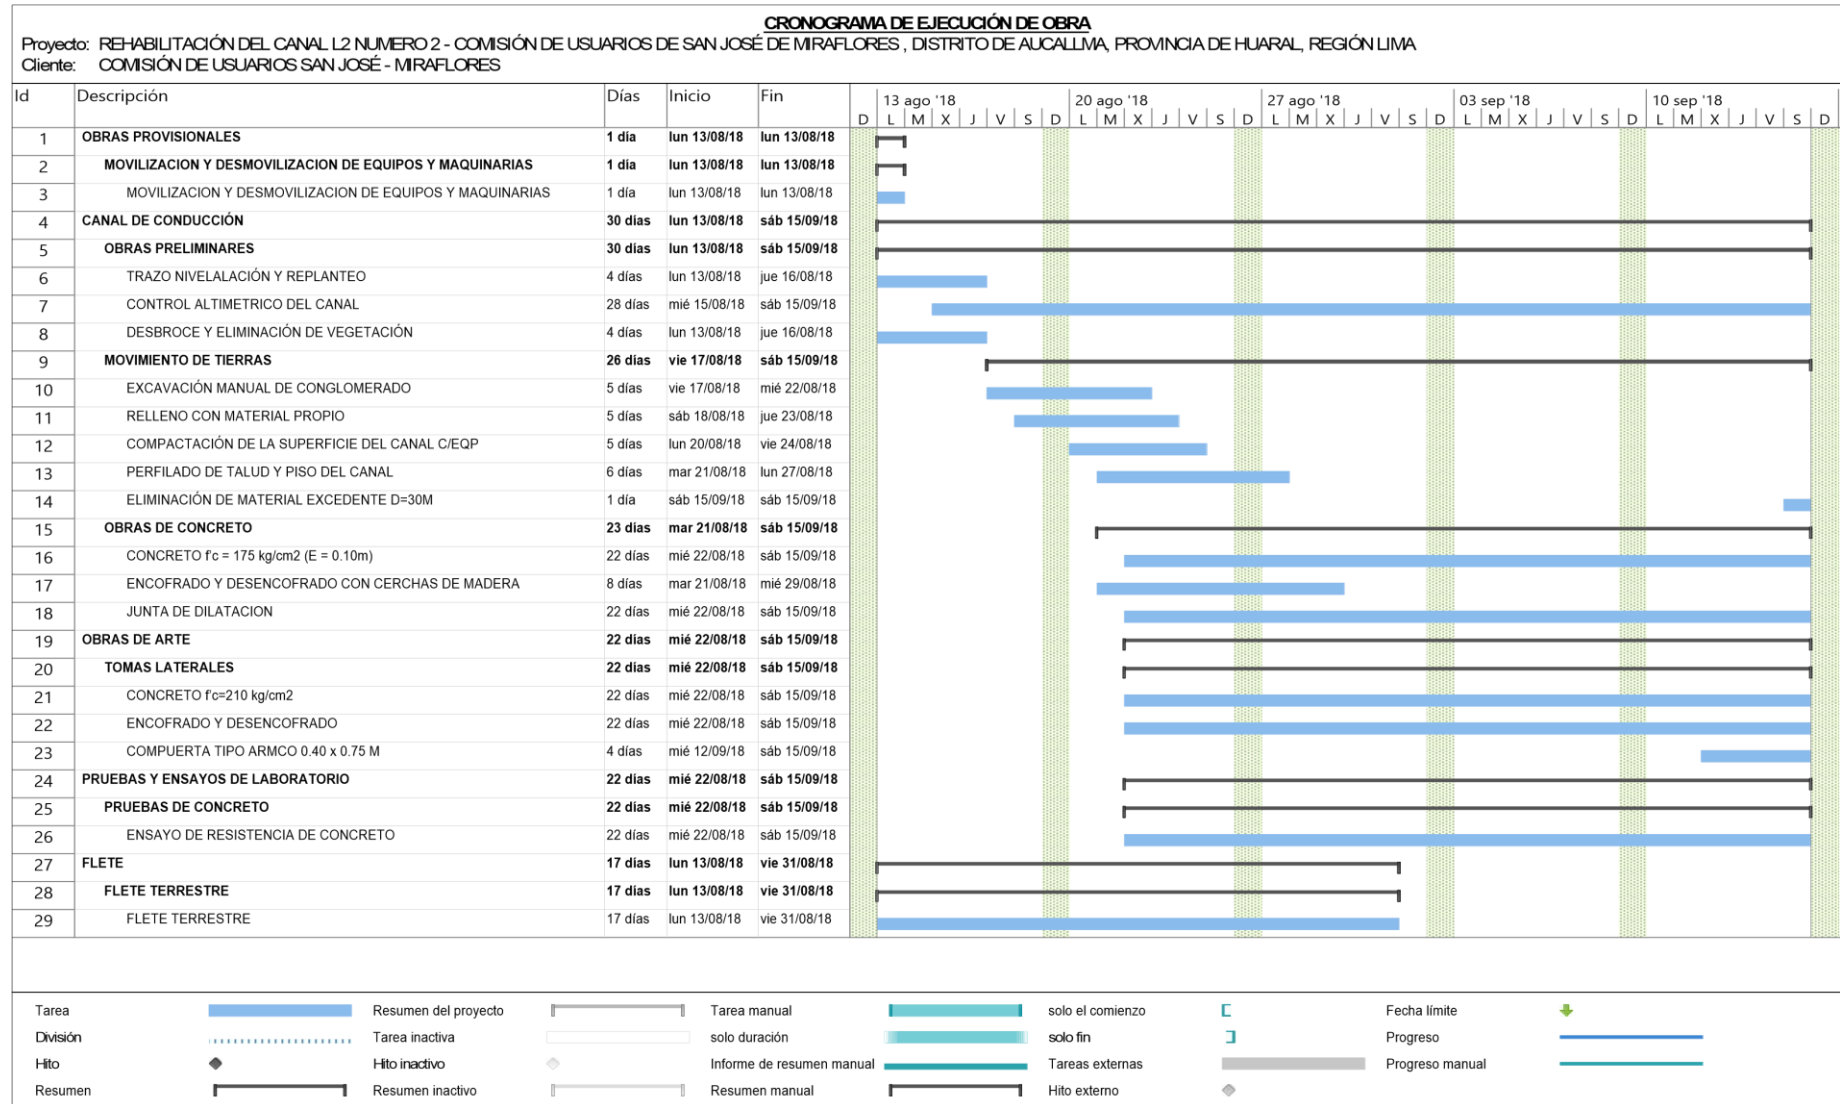 CRONOGRAMA DE EJECUCIÓN DE OBRA
Proyecto: REHABILITACIÓN DEL CANAL L2 NUMERO 2 - COMISIÓN DE USUARIOS DE SAN JOSÉ DE MIRAFLORES , DISTRITO DE AUCALLMA, PROVINCIA DE HUARAL, REGIÓN LIMA
Cliente: COMISIÓN DE USUARIOS SAN JOSÉ - MIRAFLORES
Id Descripción Días Inicio Fin 13 ago '18 20 ago '18 27 ago '18 03 sep '18 10 sep '18
D L M X J V S D L M X J V S D L M X J V S D L M X J V S D L M X J V S D
1 OBRAS PROVISIONALES 1 día lun 13/08/18 lun 13/08/18
2 MOVILIZACION Y DESMOVILIZACION DE EQUIPOS Y MAQUINARIAS 1 día lun 13/08/18 lun 13/08/18
3 MOVILIZACION Y DESMOVILIZACION DE EQUIPOS Y MAQUINARIAS 1 día lun 13/08/18 lun 13/08/18
4 CANAL DE CONDUCCIÓN 30 días lun 13/08/18 sáb 15/09/18
5 OBRAS PRELIMINARES 30 días lun 13/08/18 sáb 15/09/18
6 TRAZO NIVELALACIÓN Y REPLANTEO 4 días lun 13/08/18 jue 16/08/18
7 CONTROL ALTIMETRICO DEL CANAL 28 días mié 15/08/18 sáb 15/09/18
8 DESBROCE Y ELIMINACIÓN DE VEGETACIÓN 4 días lun 13/08/18 jue 16/08/18
9 MOVIMIENTO DE TIERRAS 26 días vie 17/08/18 sáb 15/09/18
10 EXCAVACIÓN MANUAL DE CONGLOMERADO 5 días vie 17/08/18 mié 22/08/18
11 RELLENO CON MATERIAL PROPIO 5 días sáb 18/08/18 jue 23/08/18
12 COMPACTACIÓN DE LA SUPERFICIE DEL CANAL C/EQP 5 días lun 20/08/18 vie 24/08/18
13 PERFILADO DE TALUD Y PISO DEL CANAL 6 días mar 21/08/18 lun 27/08/18
14 ELIMINACIÓN DE MATERIAL EXCEDENTE D=30M 1 día sáb 15/09/18 sáb 15/09/18
15 OBRAS DE CONCRETO 23 días mar 21/08/18 sáb 15/09/18
16 CONCRETO f'c = 175 kg/cm2 (E = 0.10m) 22 días mié 22/08/18 sáb 15/09/18
17 ENCOFRADO Y DESENCOFRADO CON CERCHAS DE MADERA 8 días mar 21/08/18 mié 29/08/18
18 JUNTA DE DILATACION 22 días mié 22/08/18 sáb 15/09/18
19 OBRAS DE ARTE 22 días mié 22/08/18 sáb 15/09/18
20 TOMAS LATERALES 22 días mié 22/08/18 sáb 15/09/18
21 CONCRETO f'c=210 kg/cm2 22 días mié 22/08/18 sáb 15/09/18
22 ENCOFRADO Y DESENCOFRADO 22 días mié 22/08/18 sáb 15/09/18
23 COMPUERTA TIPO ARMCO 0.40 x 0.75 M 4 días mié 12/09/18 sáb 15/09/18
24 PRUEBAS Y ENSAYOS DE LABORATORIO 22 días mié 22/08/18 sáb 15/09/18
25 PRUEBAS DE CONCRETO 22 días mié 22/08/18 sáb 15/09/18
26 ENSAYO DE RESISTENCIA DE CONCRETO 22 días mié 22/08/18 sáb 15/09/18
27 FLETE 17 días lun 13/08/18 vie 31/08/18
28 FLETE TERRESTRE 17 días lun 13/08/18 vie 31/08/18
29 FLETE TERRESTRE 17 días lun 13/08/18 vie 31/08/18
Tarea Resumen del proyecto Tarea manual solo el comienzo Fecha límite
División Tarea inactiva solo duración solo fin Progreso
Hito Hito inactivo Informe de resumen manual Tareas externas Progreso manual
Resumen Resumen inactivo Resumen manual Hito externo